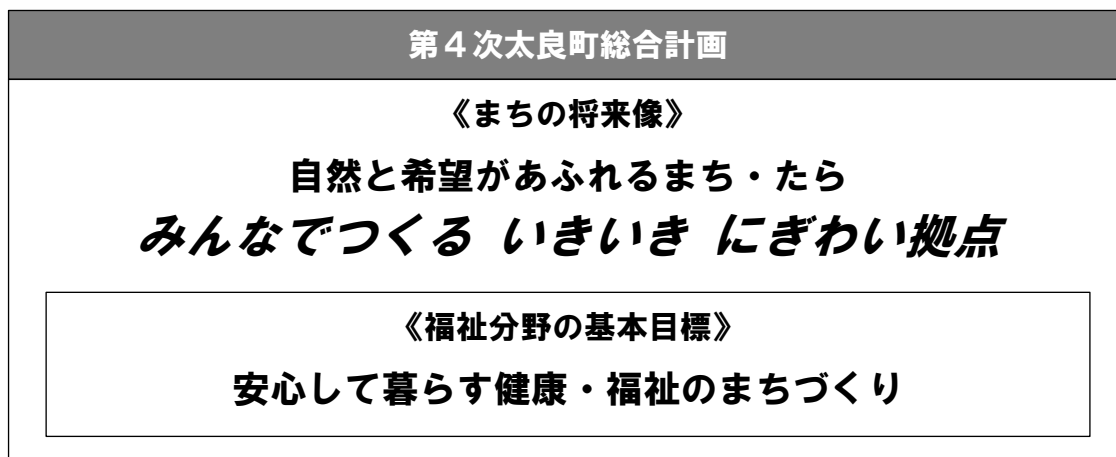 第４次太良町総合計画
《まちの将来像》
自然と希望があふれるまち・たら
みんなでつくる いきいき にぎわい拠点
《福祉分野の基本目標》
安心して暮らす健康・福祉のまちづくり